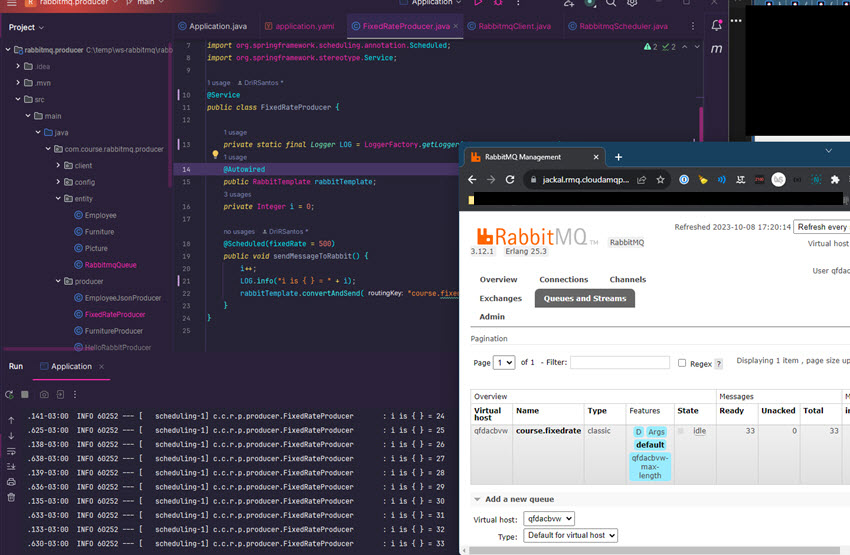 rabbitmq.producer
main
Application
Project
Application.java
application.yaml
FixedRateProducer.java
RabbitmqClient.java
RabbitmqScheduler.java
rabbitmq.producer C:\temp\ws-rabbitmq\rabb
.idea
.mvn
src
main
java
com.course.rabbitmq.producer
client
config
entity
Employee
Furniture
Picture
RabbitmqQueue
producer
EmployeeJsonProducer
FixedRateProducer
FurnitureProducer
HelloRabbitProducer
2 2
7 import org.springframework.scheduling.annotation.Scheduled;
8 import org.springframework.stereotype.Service;
9
1 usage DriRSantos *
10 @Service
11 public class FixedRateProducer {
12
1 usage
13 private static final Logger LOG = LoggerFactory.getLogger
1 usage
14 @Autowired
15 public RabbitTemplate rabbitTemplate;
3 usages
16 private Integer i = 0;
17
no usages DriRSantos *
18 @Scheduled(fixedRate = 500)
19 public void sendMessageToRabbit() {
20 i++;
21 LOG.info("i is { } = " + i);
22 rabbitTemplate.convertAndSend( routingKey: "course.fixe
23 }
24 }
25
RabbitMQ Management
jackal.rmq.cloudamqp...
RabbitMQ TM
RabbitMQ
3.12.1 Erlang 25.3
Refreshed 2023-10-08 17:20:14
Refresh every
Virtual host
User qfdac
Overview Connections Channels
Exchanges Queues and Streams
Admin
Pagination
Page 1 of 1 - Filter: Regex ? Displaying 1 item , page size up
Overview Messages M
Virtual host Name Type Features State Ready Unacked Total in
qfdacbvw course.fixedrate classic D Args idle 33 0 33
default
qfdacbvw-
max-
length
Add a new queue
Virtual host: qfdacbvw
Type: Default for virtual host
Run Application
.141-03:00 INFO 60252 --- [ scheduling-1] c.c.r.p.producer.FixedRateProducer : i is { } = 24
.625-03:00 INFO 60252 --- [ scheduling-1] c.c.r.p.producer.FixedRateProducer : i is { } = 25
.138-03:00 INFO 60252 --- [ scheduling-1] c.c.r.p.producer.FixedRateProducer : i is { } = 26
.638-03:00 INFO 60252 --- [ scheduling-1] c.c.r.p.producer.FixedRateProducer : i is { } = 27
.139-03:00 INFO 60252 --- [ scheduling-1] c.c.r.p.producer.FixedRateProducer : i is { } = 28
.636-03:00 INFO 60252 --- [ scheduling-1] c.c.r.p.producer.FixedRateProducer : i is { } = 29
.135-03:00 INFO 60252 --- [ scheduling-1] c.c.r.p.producer.FixedRateProducer : i is { } = 30
.633-03:00 INFO 60252 --- [ scheduling-1] c.c.r.p.producer.FixedRateProducer : i is { } = 31
.133-03:00 INFO 60252 --- [ scheduling-1] c.c.r.p.producer.FixedRateProducer : i is { } = 32
.630-03:00 INFO 60252 --- [ scheduling-1] c.c.r.p.producer.FixedRateProducer : i is { } = 33